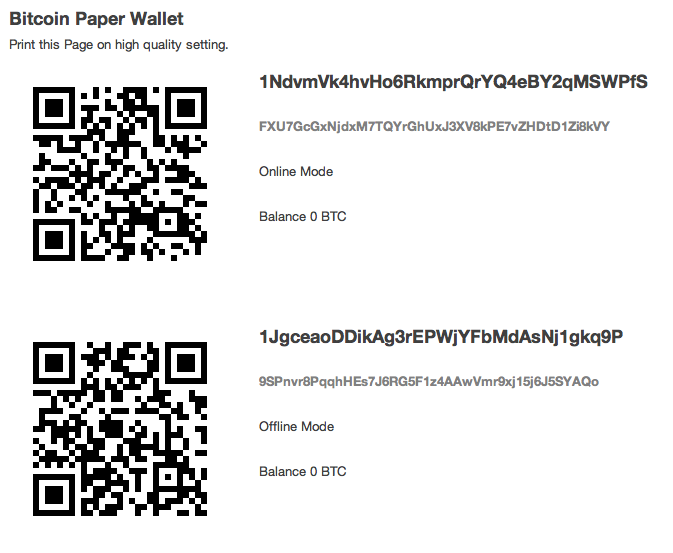 Bitcoin Paper Wallet
Print this Page on high quality setting.
1NdvmVk4hvHo6RkmprQrYQ4eBY2qMSWPfS
FXU7GcGxNjdxM7TQYrGhUxJ3XV8kPE7vZHDtD1Zi8kVY
Online Mode
Balance 0 BTC
1JgceaoDDikAg3rEPWjYFbMdAsNj1gkq9P
9SPnvr8PqqhHEs7J6RG5F1z4AAwVmr9xj15j6J5SYAQo
Offline Mode
Balance 0 BTC